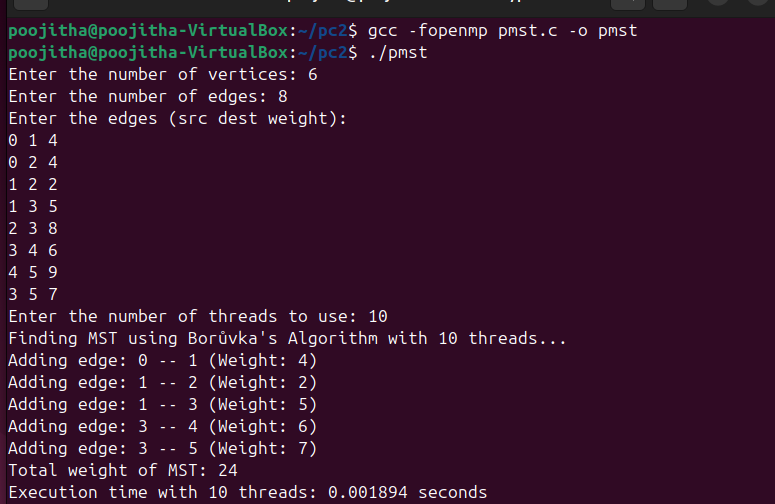 poojitha@poojitha-VirtualBox:~/pc2$ gcc -fopenmp pmst.c -o pmst
poojitha@poojitha-VirtualBox:~/pc2$ ./pmst
Enter the number of vertices: 6
Enter the number of edges: 8
Enter the edges (src dest weight):
0 1 4
0 2 4
1 2 2
1 3 5
2 3 8
3 4 6
4 5 9
3 5 7
Enter the number of threads to use: 10
Finding MST using Borůvka's Algorithm with 10 threads...
Adding edge: 0 -- 1 (Weight: 4)
Adding edge: 1 -- 2 (Weight: 2)
Adding edge: 1 -- 3 (Weight: 5)
Adding edge: 3 -- 4 (Weight: 6)
Adding edge: 3 -- 5 (Weight: 7)
Total weight of MST: 24
Execution time with 10 threads: 0.001894 seconds